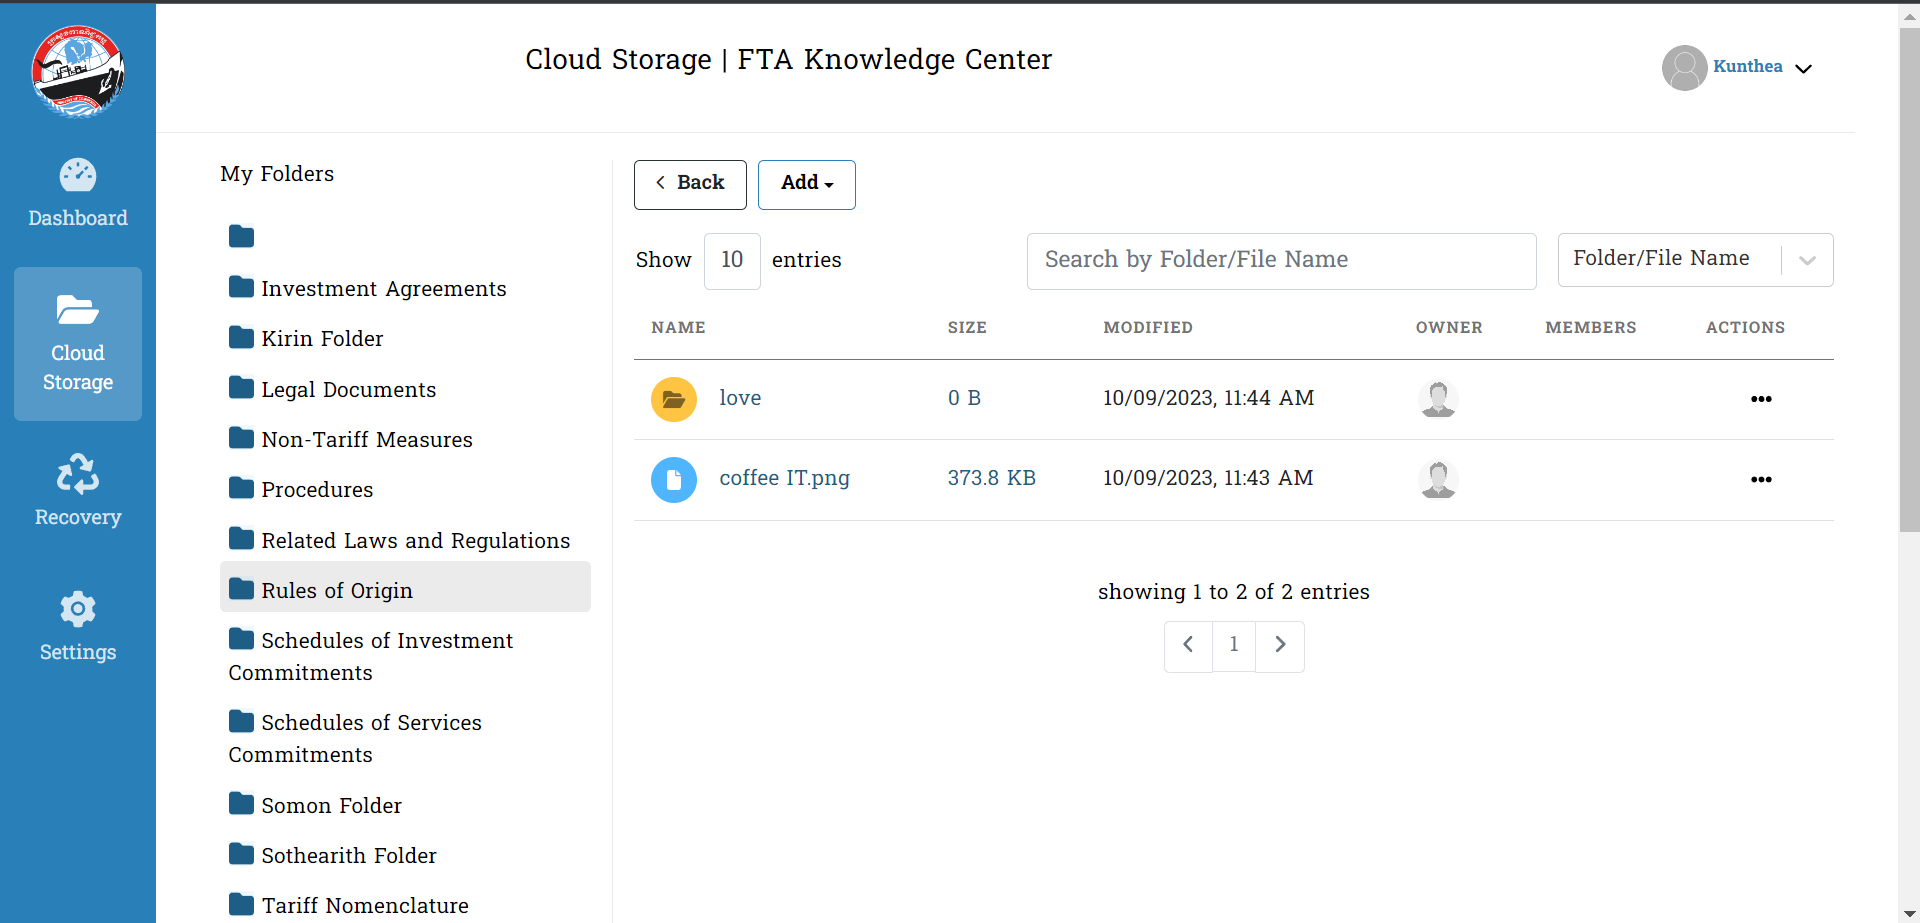 Cloud Storage | FTA Knowledge Center
Kunthea
Dashboard
Cloud
Storage
Recovery
Settings
My Folders
Investment Agreements
Kirin Folder
Legal Documents
Non-Tariff Measures
Procedures
Related Laws and Regulations
Rules of Origin
Schedules of Investment
Commitments
Schedules of Services
Commitments
Somon Folder
Sothearith Folder
Tariff Nomenclature
Back Add
Show 10 entries Search by Folder/File Name Folder/File Name
NAME SIZE MODIFIED OWNER MEMBERS ACTIONS
love 0 B 10/09/2023, 11:44 AM
coffee IT.png 373.8 KB 10/09/2023, 11:43 AM
showing 1 to 2 of 2 entries
1